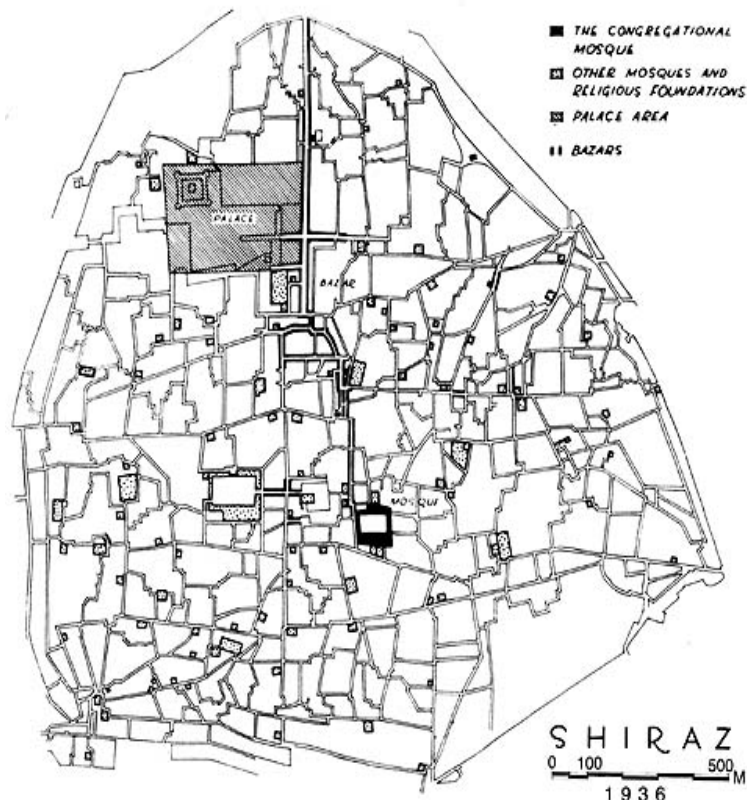 THE CONGREGATIONAL
MOSQUE
OTHER MOSQUES AND
RELIGIOUS FOUNDATIONS
PALACE AREA
BAZARS
PALACE
BAZAR
MOSQUE
SHIRAZ
0 100 500 M
1936